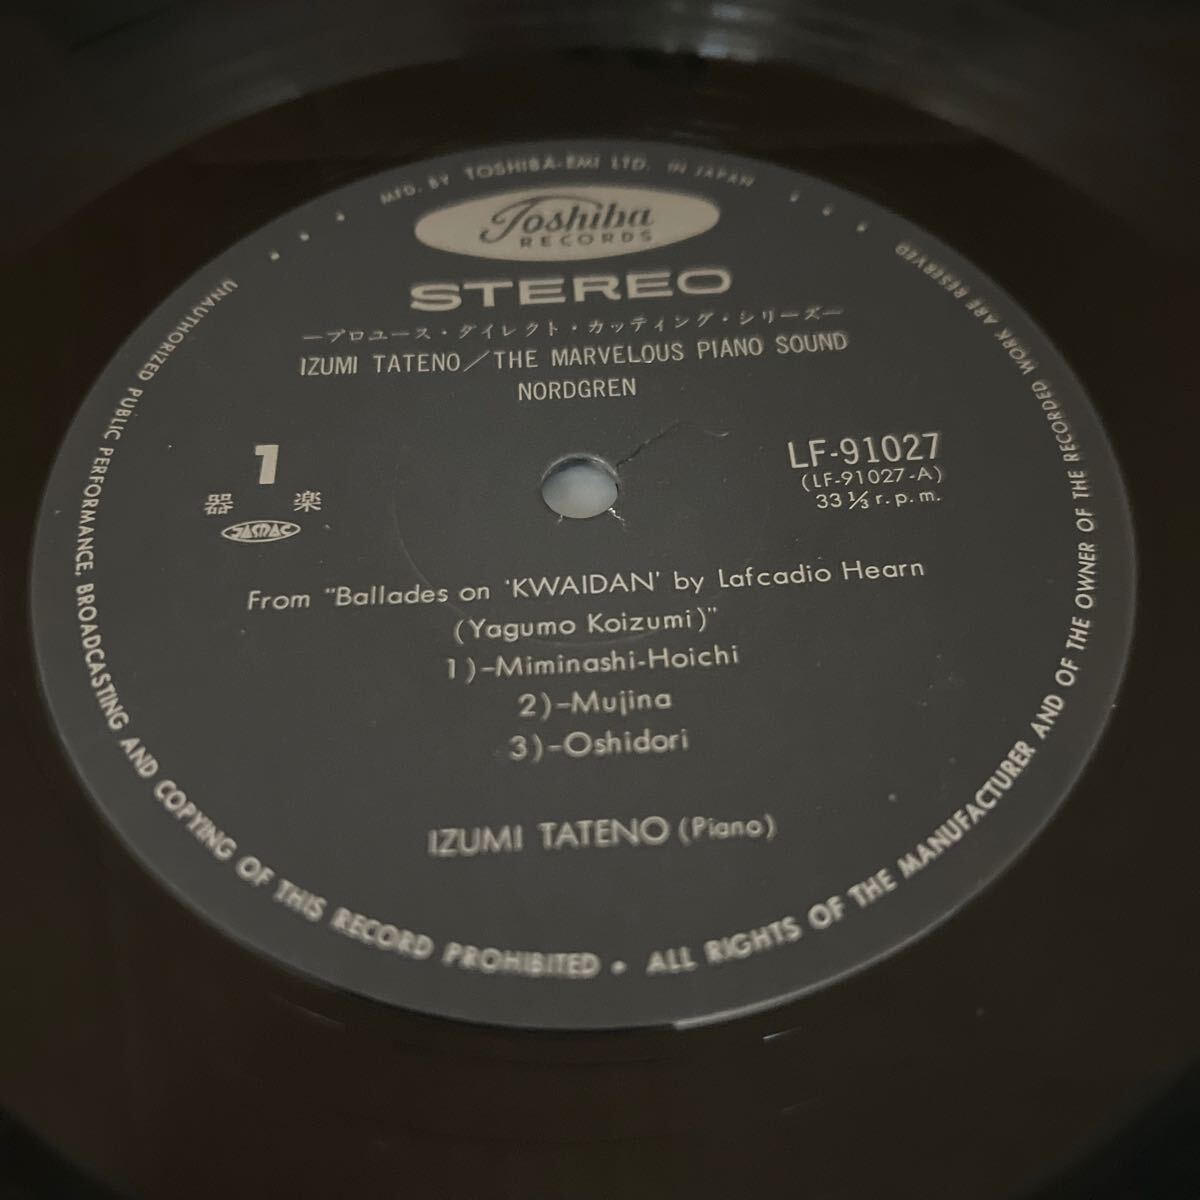 MFD. BY TOSHIBA-EMI LTD. IN JAPAN
Toshiba
RECORDS
STEREO
—プロユース・ダイレクト・カッティング・シリーズ—
IZUMI TATENO/THE MARVELOUS PIANO SOUND
NORDGREN
1
器 楽
JASRAC
LF-91027
(LF-91027-A)
33 1/3 r.p.m.
From "Ballades on 'KWAIDAN' by Lafcadio Hearn
(Yagumo Koizumi)"
1)-Miminashi-Hoichi
2)-Mujina
3)-Oshidori
IZUMI TATENO (Piano)
UNAUTHORIZED PUBLIC PERFORMANCE, BROADCASTING AND COPYING OF THIS RECORD PROHIBITED • ALL RIGHTS OF THE MANUFACTURER AND OF THE OWNER OF THE RECORDED WORK ARE RESERVED